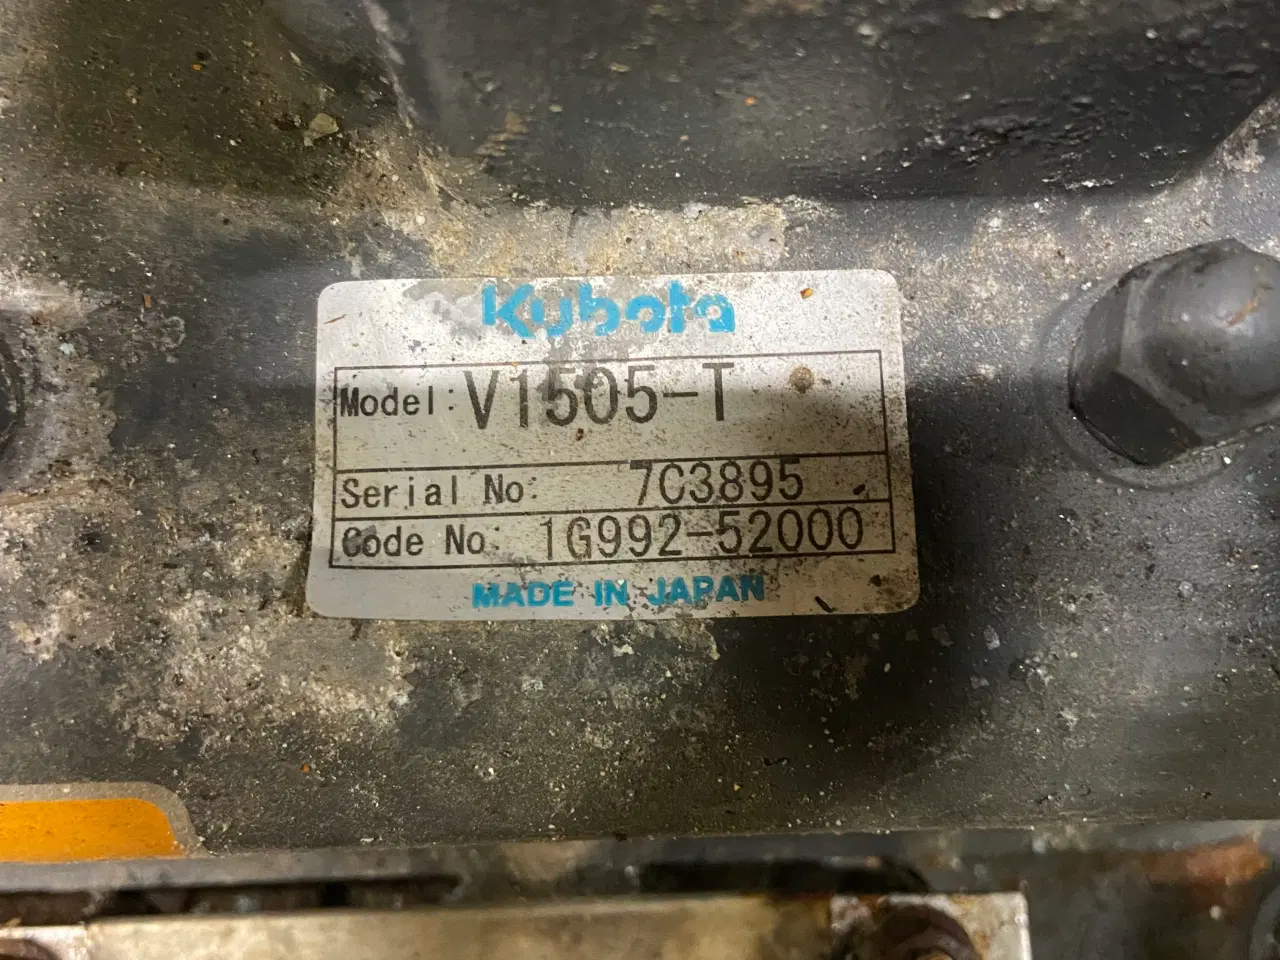 Kubota
Model: V1505-T
Serial No: 7C3895
Code No: 1G992-52000
MADE IN JAPAN